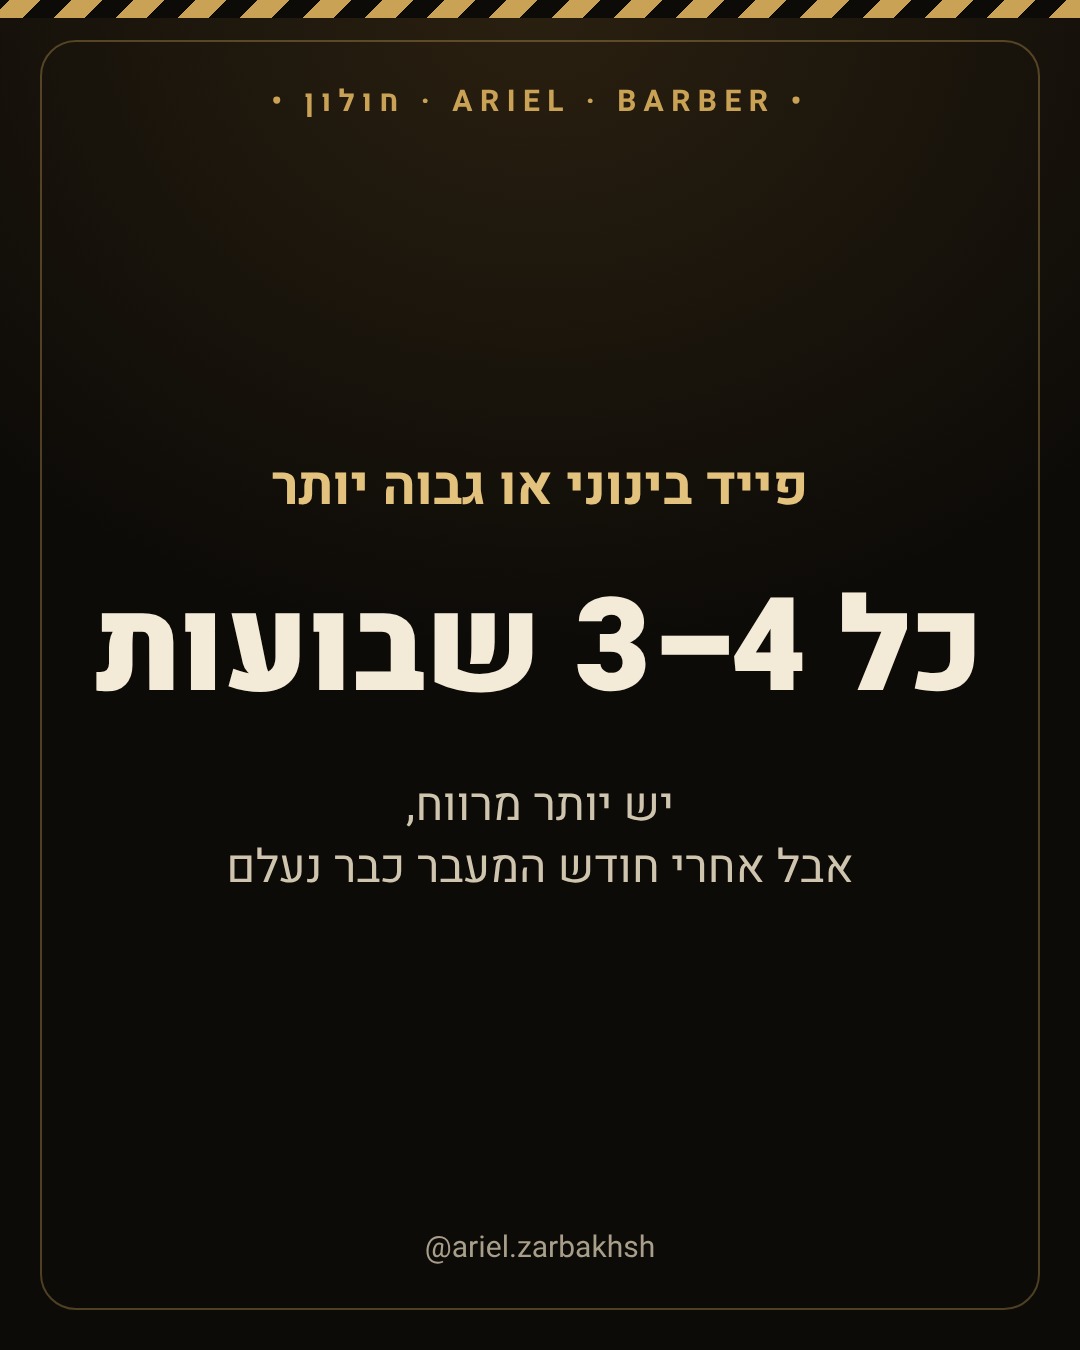 • ARIEL · BARBER · חולון •
פייד בינוני או גבוה יותר
כל 3–4 שבועות
יש יותר מרווח,
אבל אחרי חודש המעבר כבר נעלם
@ariel.zarbakhsh